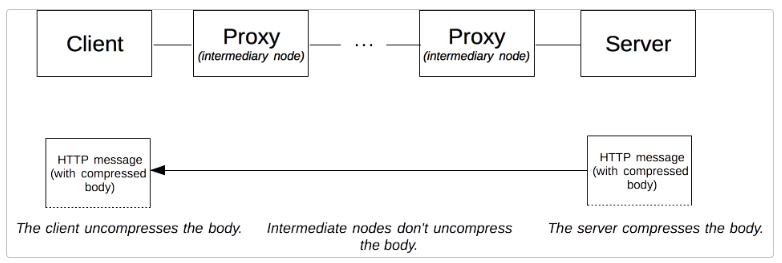 Client
Proxy
(intermediary node)
...
Proxy
(intermediary node)
Server
HTTP message
(with compressed
body)
HTTP message
(with compressed
body)
The client uncompresses the body.
Intermediate nodes don't uncompress
the body.
The server compresses the body.